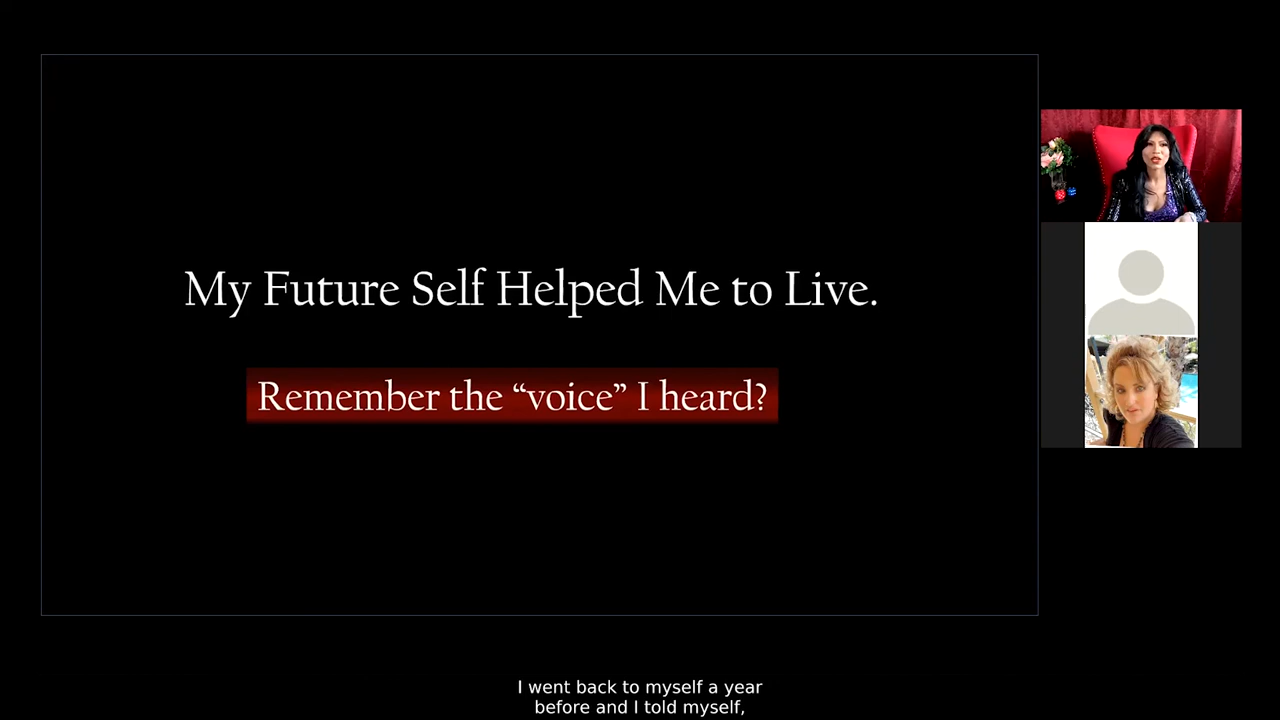 My Future Self Helped Me to Live.
Remember the “voice” I heard?
I went back to myself a year
before and I told myself,